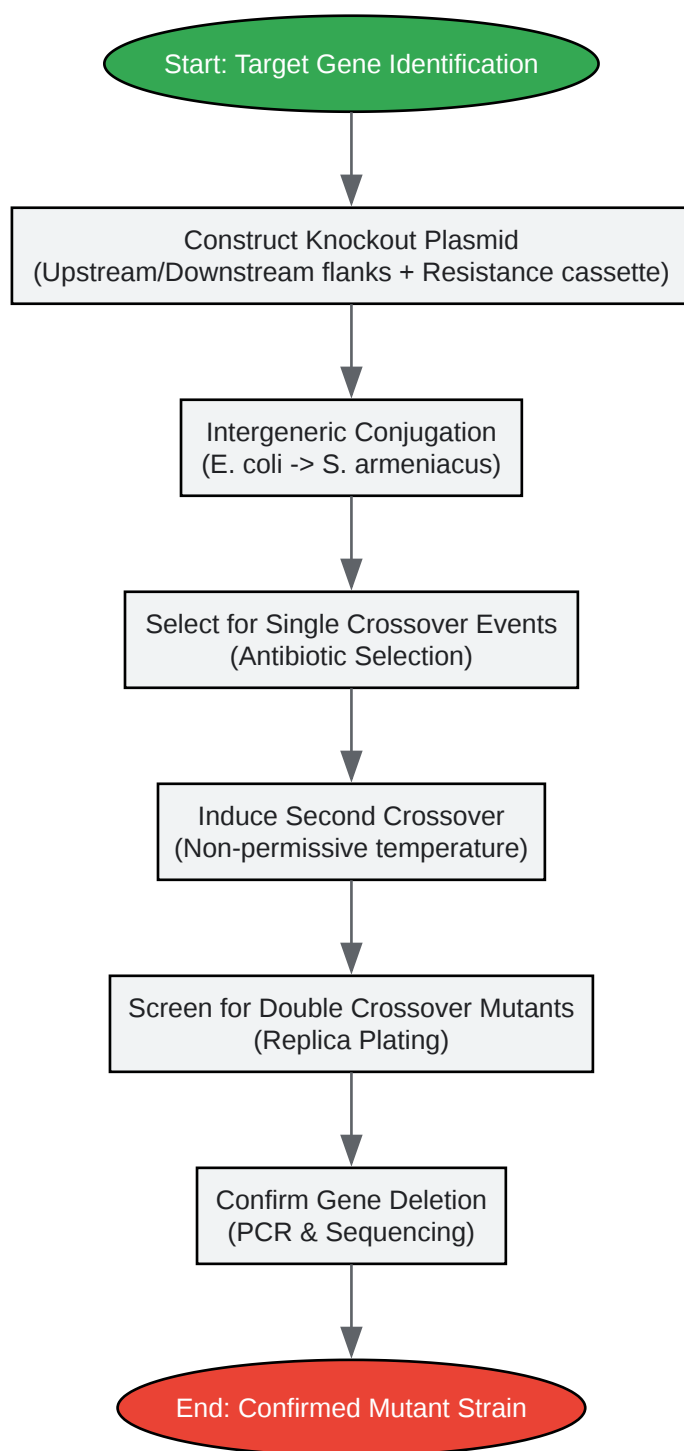 Start: Target Gene Identification
Construct Knockout Plasmid
(Upstream/Downstream flanks + Resistance cassette)
Intergeneric Conjugation
(E. coli -> S. armeniacus)
Select for Single Crossover Events
(Antibiotic Selection)
Induce Second Crossover
(Non-permissive temperature)
Screen for Double Crossover Mutants
(Replica Plating)
Confirm Gene Deletion
(PCR & Sequencing)
End: Confirmed Mutant Strain